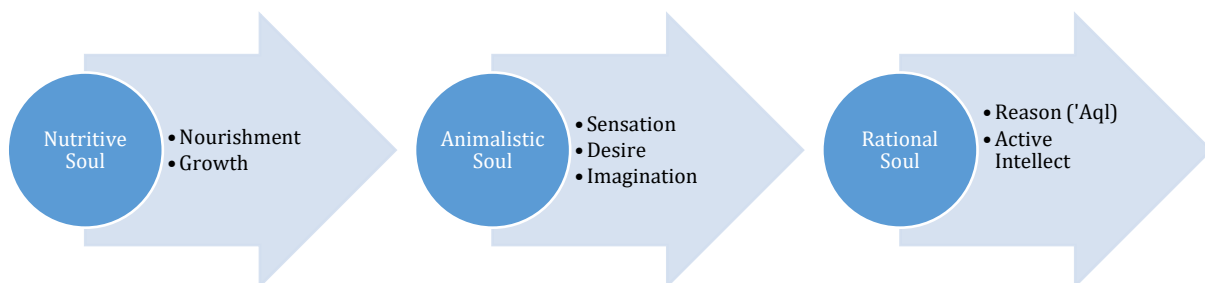 Nutritive
Soul
• Nourishment
• Growth
Animalistic
Soul
• Sensation
• Desire
• Imagination
Rational
Soul
• Reason ('Aql)
• Active
Intellect